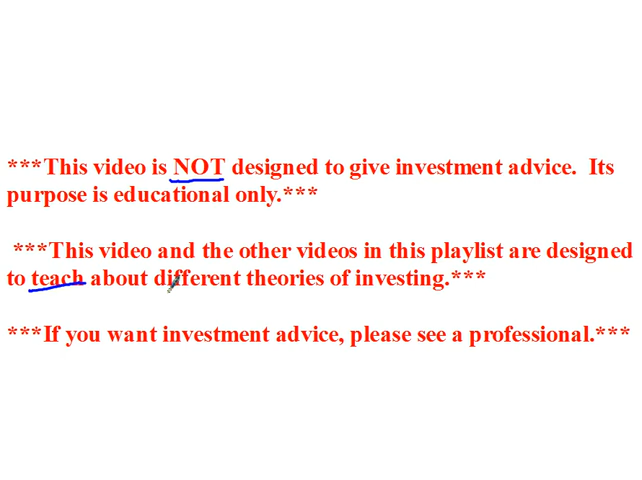 ***This video is NOT designed to give investment advice.  Its
purpose is educational only.***
***This video and the other videos in this playlist are designed
to teach about different theories of investing.***
***If you want investment advice, please see a professional.***